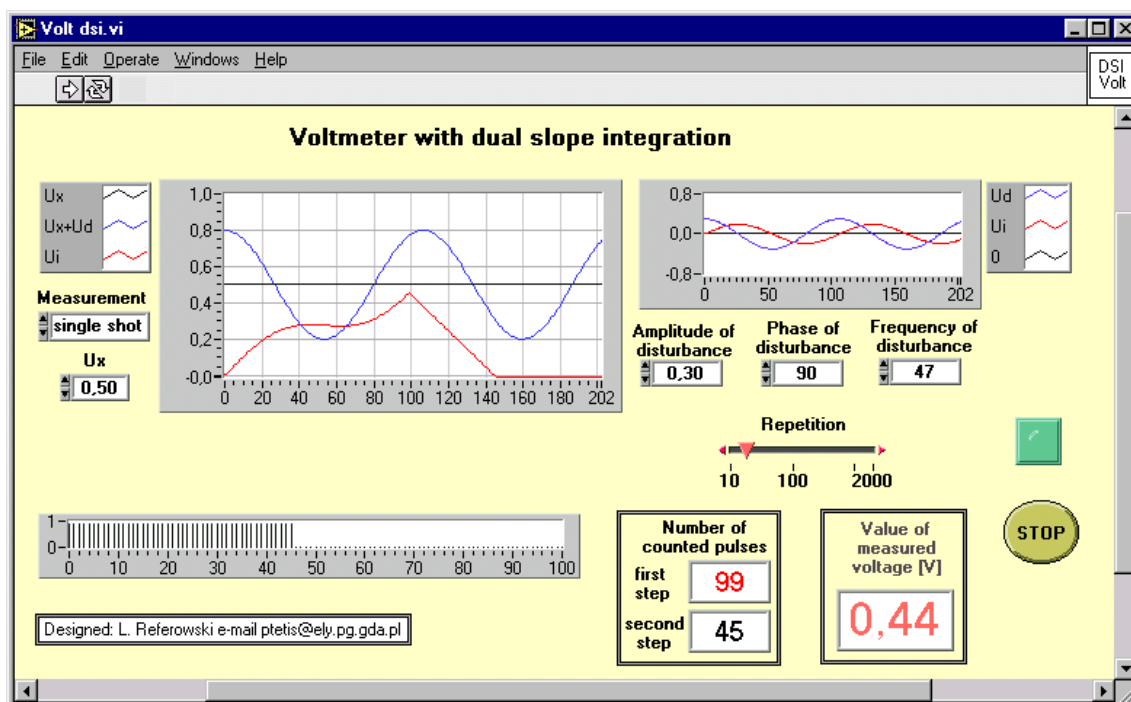 Volt dsi.vi
File Edit Operate Windows Help
DSI
Volt
Voltmeter with dual slope integration
Ux
Ux+Ud
Ui
1,0
0,8
0,6
0,4
0,2
-0,0
0 20 40 60 80 100 120 140 160 180 202
0,8
0,0
-0,8
0 50 100 150 202
Ud
Ui
0
Measurement
single shot
Ux
0,50
Amplitude of
disturbance
0,30
Phase of
disturbance
90
Frequency of
disturbance
47
Repetition
10 100 2000
1
0
0 10 20 30 40 50 60 70 80 90 100
Number of
counted pulses
first
step
99
second
step
45
Value of
measured
voltage [V]
0,44
STOP
Designed: L. Referowski e-mail ptetis@ely.pg.gda.pl